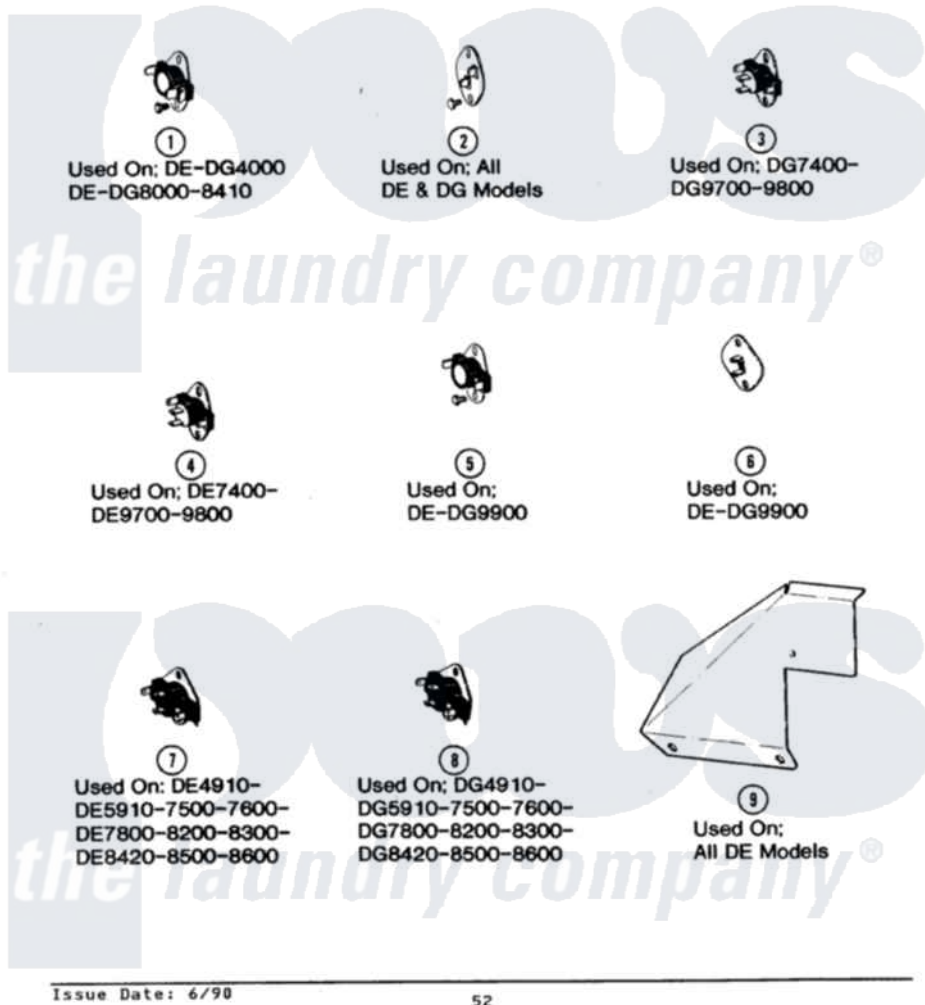 1
Used On; DE-DG4000
DE-DG8000-8410
2
Used On; All
DE & DG Models
3
Used On; DG7400-
DG9700-9800
the laundry company®
4
Used On; DE7400-
DE9700-9800
5
Used On;
DE-DG9900
6
Used On;
DE-DG9900
7
Used On: DE4910-
DE5910-7500-7600-
DE7800-8200-8300-
DE8420-8500-8600
8
Used On; DG4910-
DG5910-7500-7600-
DG7800-8200-8300-
DG8420-8500-8600
9
Used On;
All DE Models
the laundry company®
Issue Date: 6/90
52